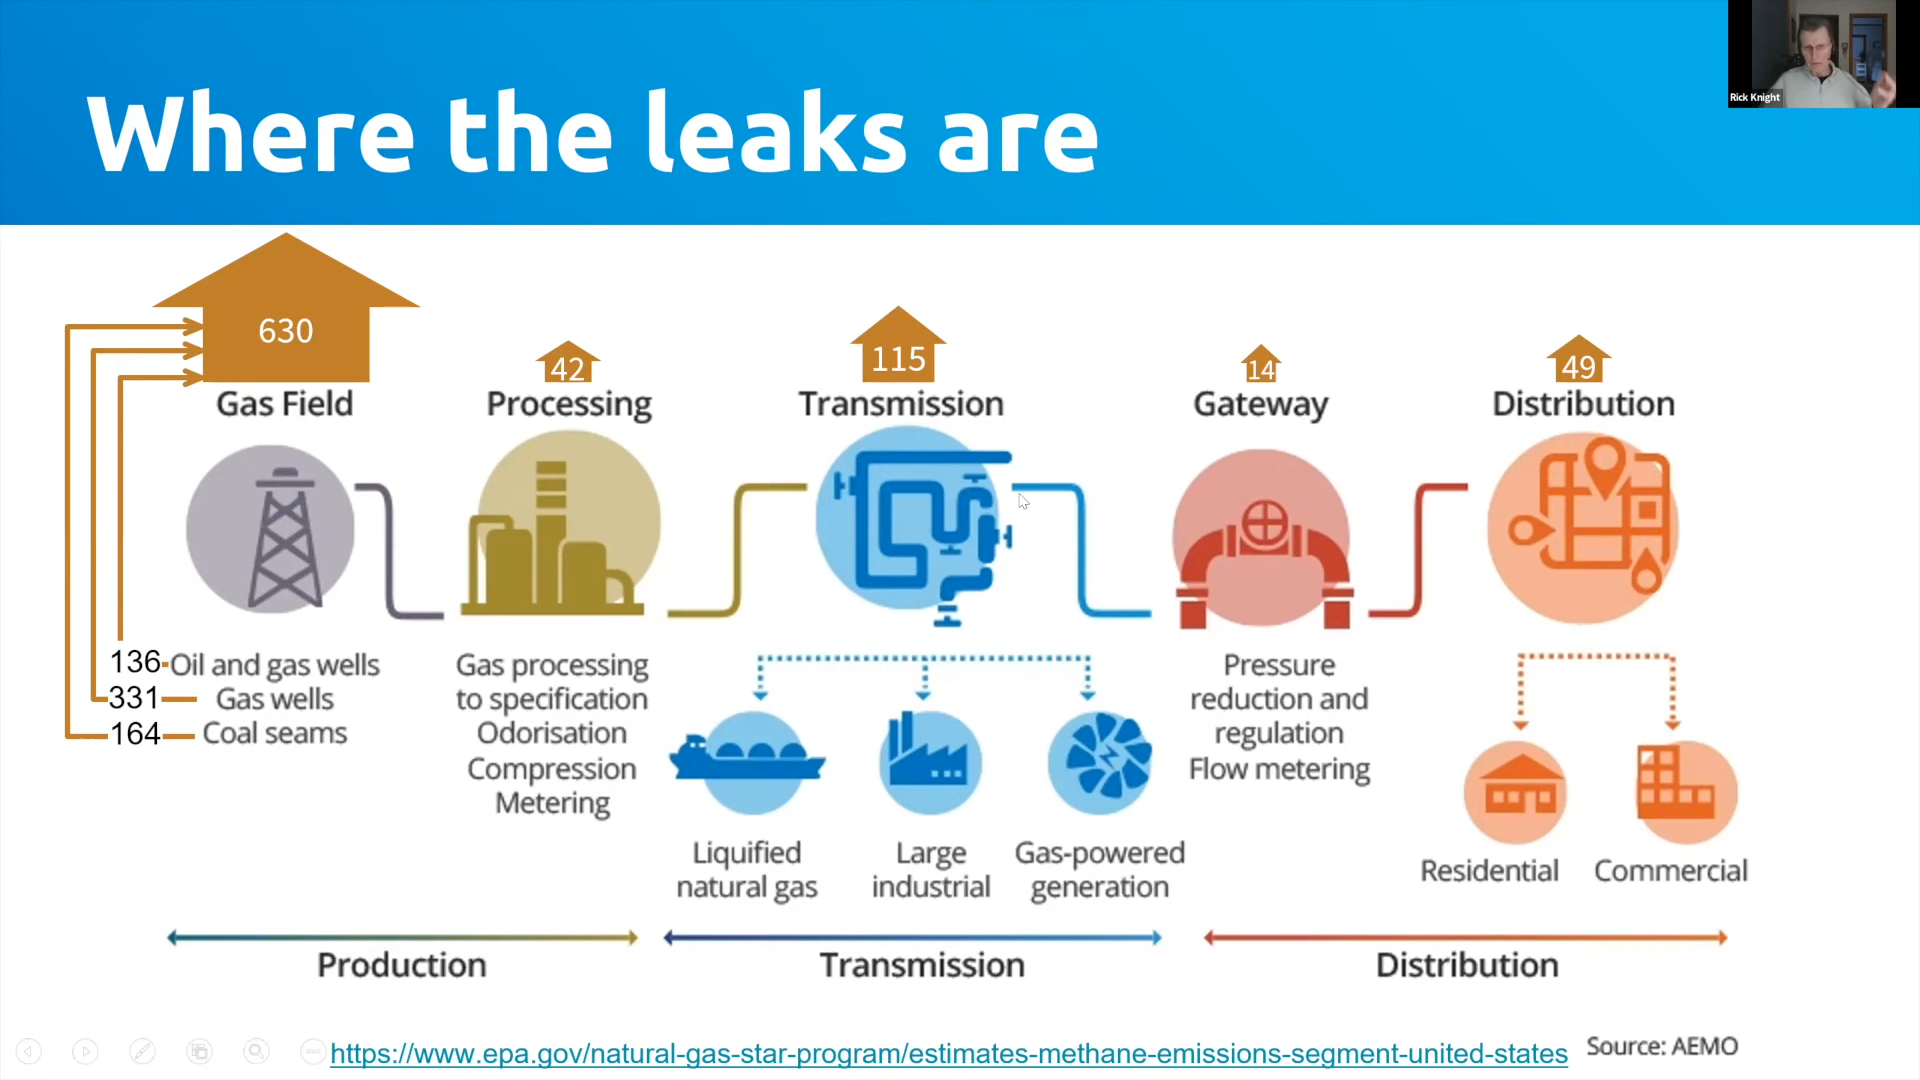 Where the leaks are
Rick Knight
630
42
115
14
49
Gas Field
Processing
Transmission
Gateway
Distribution
136 Oil and gas wells
331 Gas wells
164 Coal seams
Gas processing
to specification
Odorisation
Compression
Metering
Liquified
natural gas
Large
industrial
Gas-powered
generation
Pressure
reduction and
regulation
Flow metering
Residential
Commercial
Production
Transmission
Distribution
https://www.epa.gov/natural-gas-star-program/estimates-methane-emissions-segment-united-states
Source: AEMO